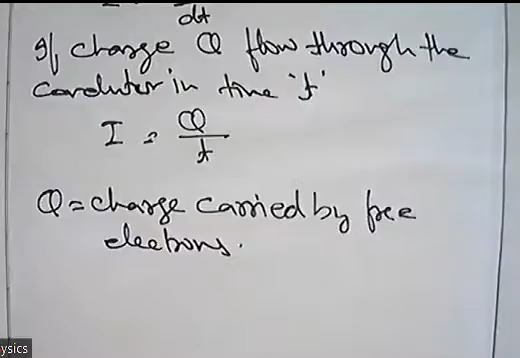 dt
If charge Q flow through the
Conductor in time 't'
I = Q/t
Q = charge carried by free
electrons.
ysics